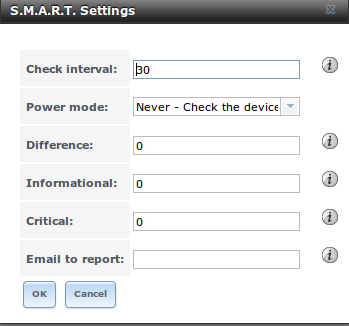 S.M.A.R.T. Settings
Check interval: 30
Power mode: Never - Check the device
Difference: 0
Informational: 0
Critical: 0
Email to report:
OK Cancel